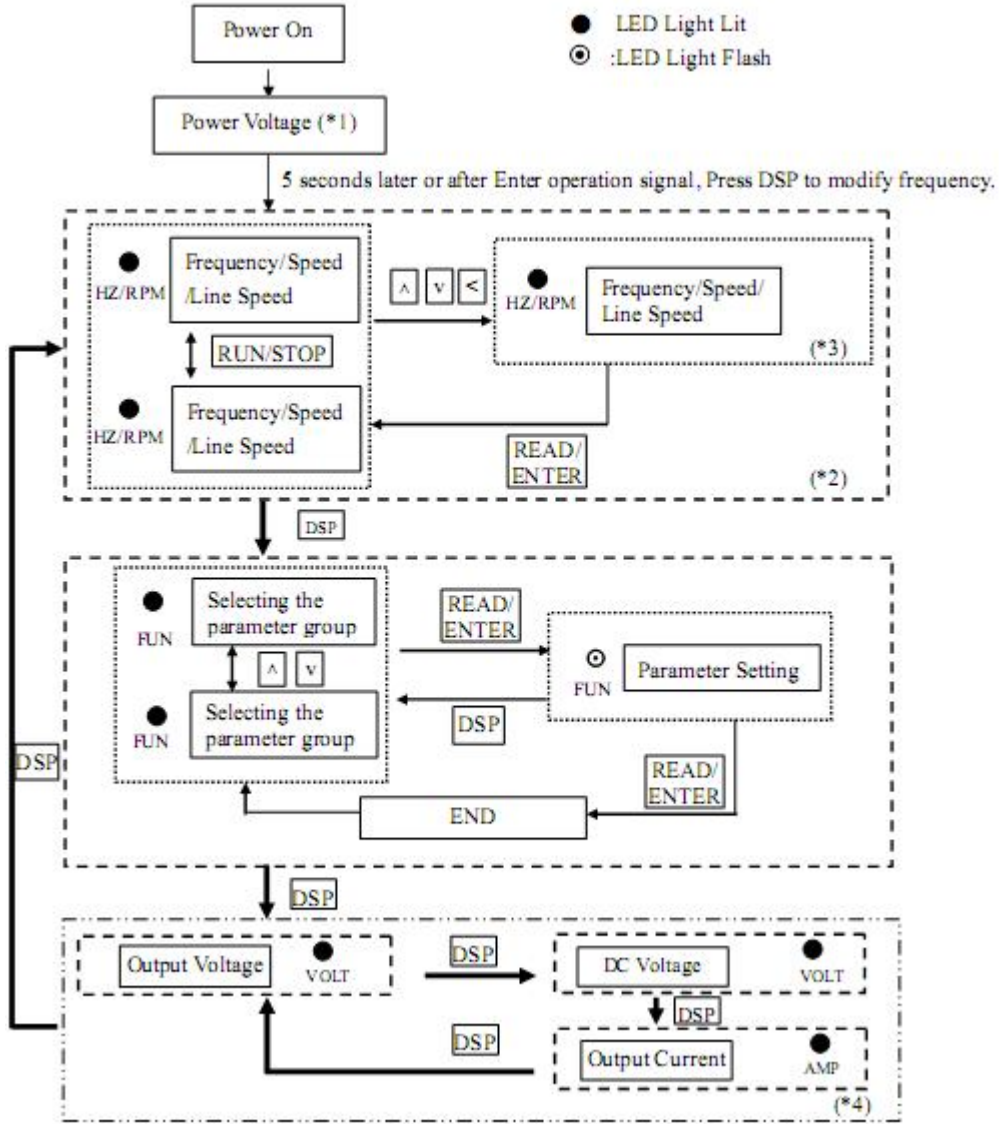 Power On
LED Light Lit
:LED Light Flash
Power Voltage (*1)
5 seconds later or after Enter operation signal, Press DSP to modify frequency.
HZ/RPM
Frequency/Speed
/Line Speed
^ v <
HZ/RPM
Frequency/Speed/
Line Speed
(*3)
RUN/STOP
HZ/RPM
Frequency/Speed
/Line Speed
READ/
ENTER
(*2)
DSP
FUN
Selecting the
parameter group
READ/
ENTER
^ v
FUN
Parameter Setting
FUN
Selecting the
parameter group
DSP
DSP
READ/
ENTER
END
DSP
Output Voltage
VOLT
DSP
DC Voltage
VOLT
DSP
DSP
Output Current
AMP
(*4)